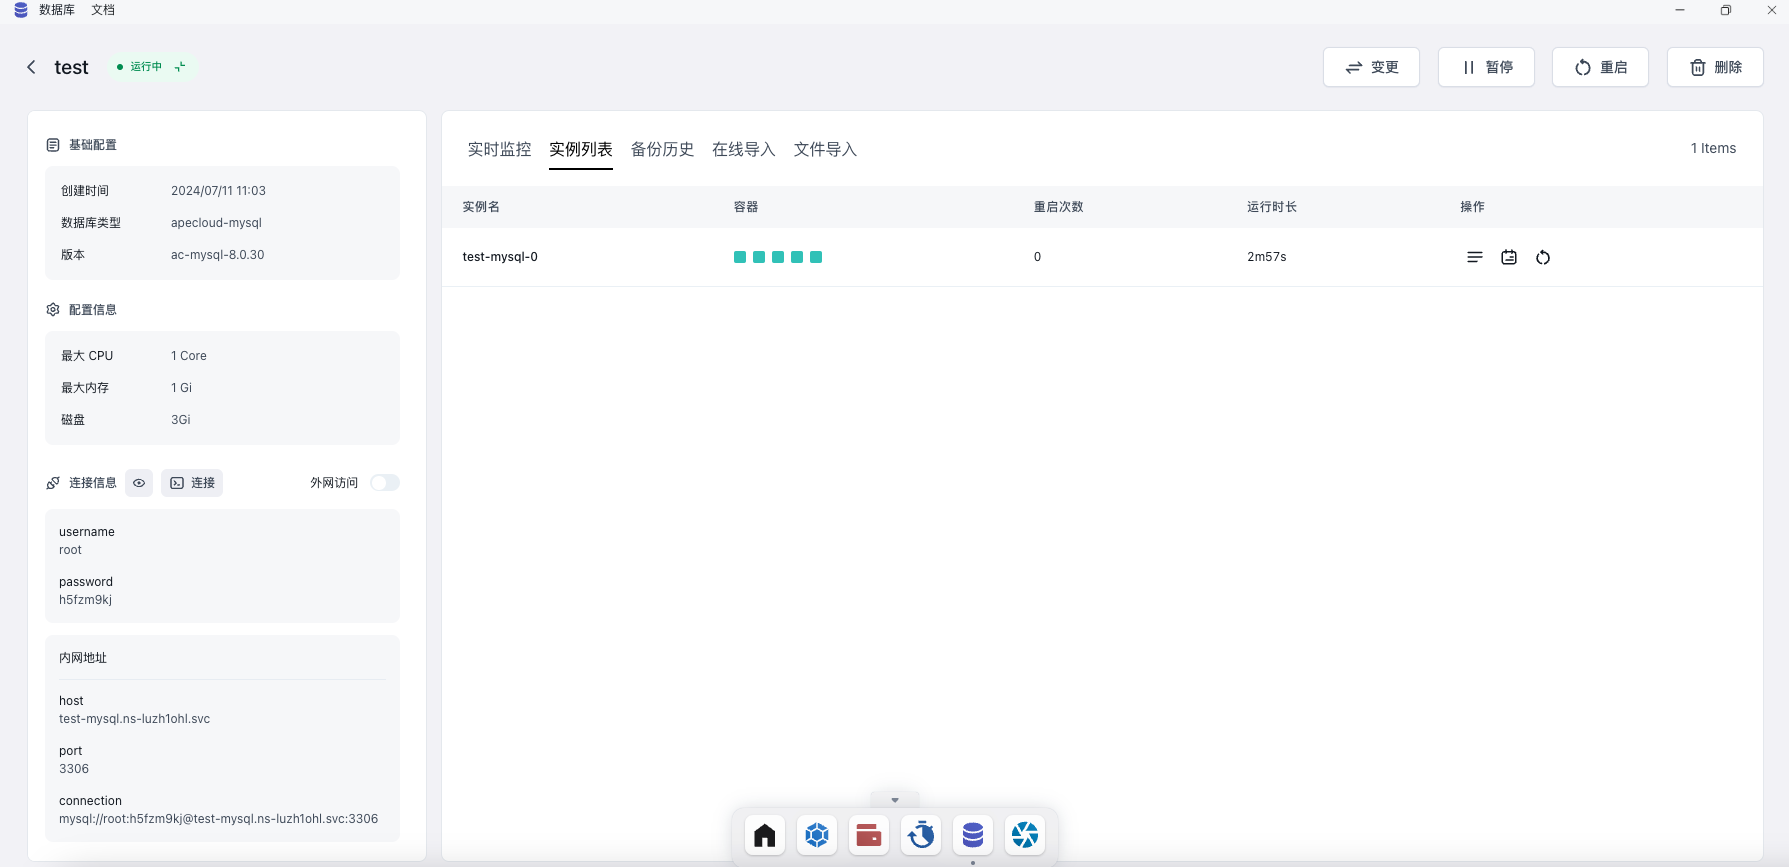 数据库 文档
test 运行中 变更 暂停 重启 删除
基础配置
创建时间 2024/07/11 11:03
数据库类型 apecloud-mysql
版本 ac-mysql-8.0.30
配置信息
最大 CPU 1 Core
最大内存 1 Gi
磁盘 3Gi
连接信息 连接 外网访问
username
root
password
h5fzm9kj
内网地址
host
test-mysql.ns-luzh1ohl.svc
port
3306
connection
mysql://root:h5fzm9kj@test-mysql.ns-luzh1ohl.svc:3306
实时监控 实例列表 备份历史 在线导入 文件导入 1 Items
实例名 容器 重启次数 运行时长 操作
test-mysql-0 0 2m57s